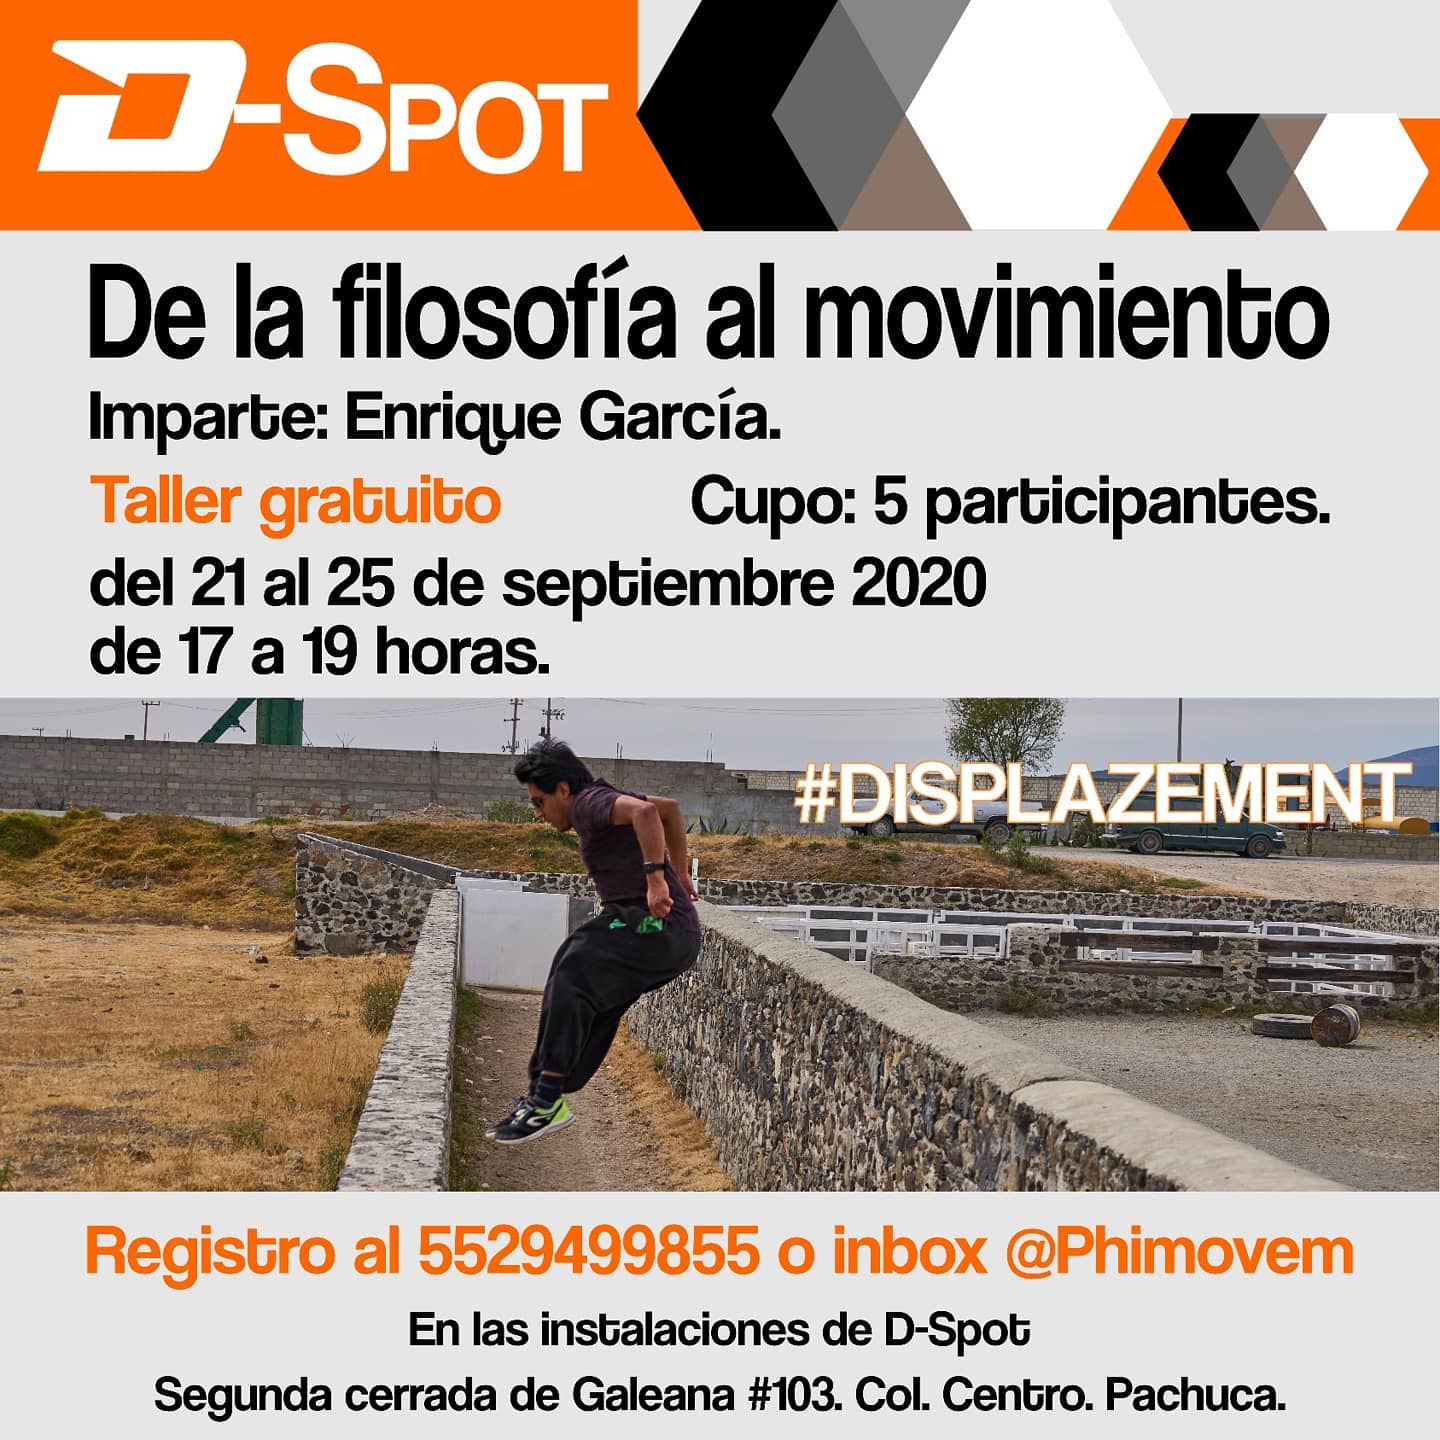 D-Spot
De la filosofía al movimiento
Imparte: Enrique García.
Taller gratuito Cupo: 5 participantes.
del 21 al 25 de septiembre 2020
de 17 a 19 horas.
#DISPLAZEMENT
Registro al 5529499855 o inbox @Phimovem
En las instalaciones de D-Spot
Segunda cerrada de Galeana #103. Col. Centro. Pachuca.